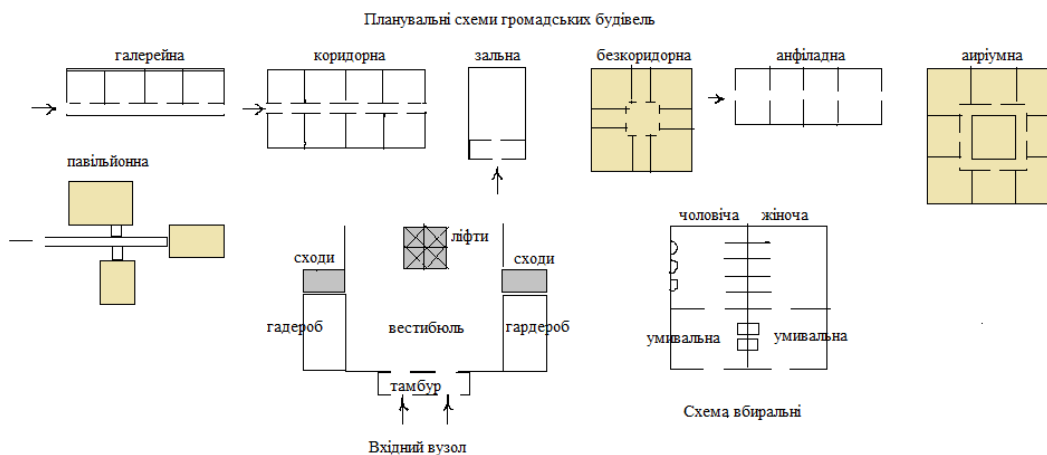 Планувальні схеми громадських будівель
галерейна
коридорна
зальна
безкоридорна
анфіладна
аиріумна
павільйонна
сходи
ліфти
сходи
гадероб
вестибюль
гардероб
тамбур
Вхідний вузол
чоловіча
жіноча
умивальна
умивальна
Схема вбиральні